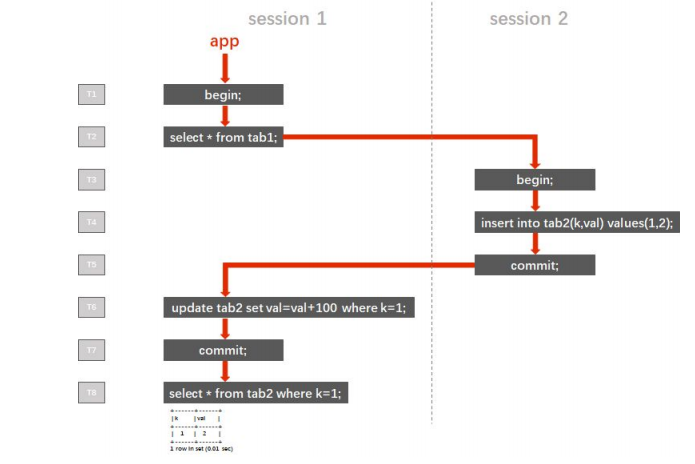 session 1
session 2
app
T1
begin;
T2
select * from tab1;
T3
begin;
T4
insert into tab2(k,val) values(1,2);
T5
commit;
T6
update tab2 set val=val+100 where k=1;
T7
commit;
T8
select * from tab2 where k=1;
+-------+-------+
| k | val |
+-------+-------+
| 1 | 2 |
+-------+-------+
1 row in set (0.01 sec)